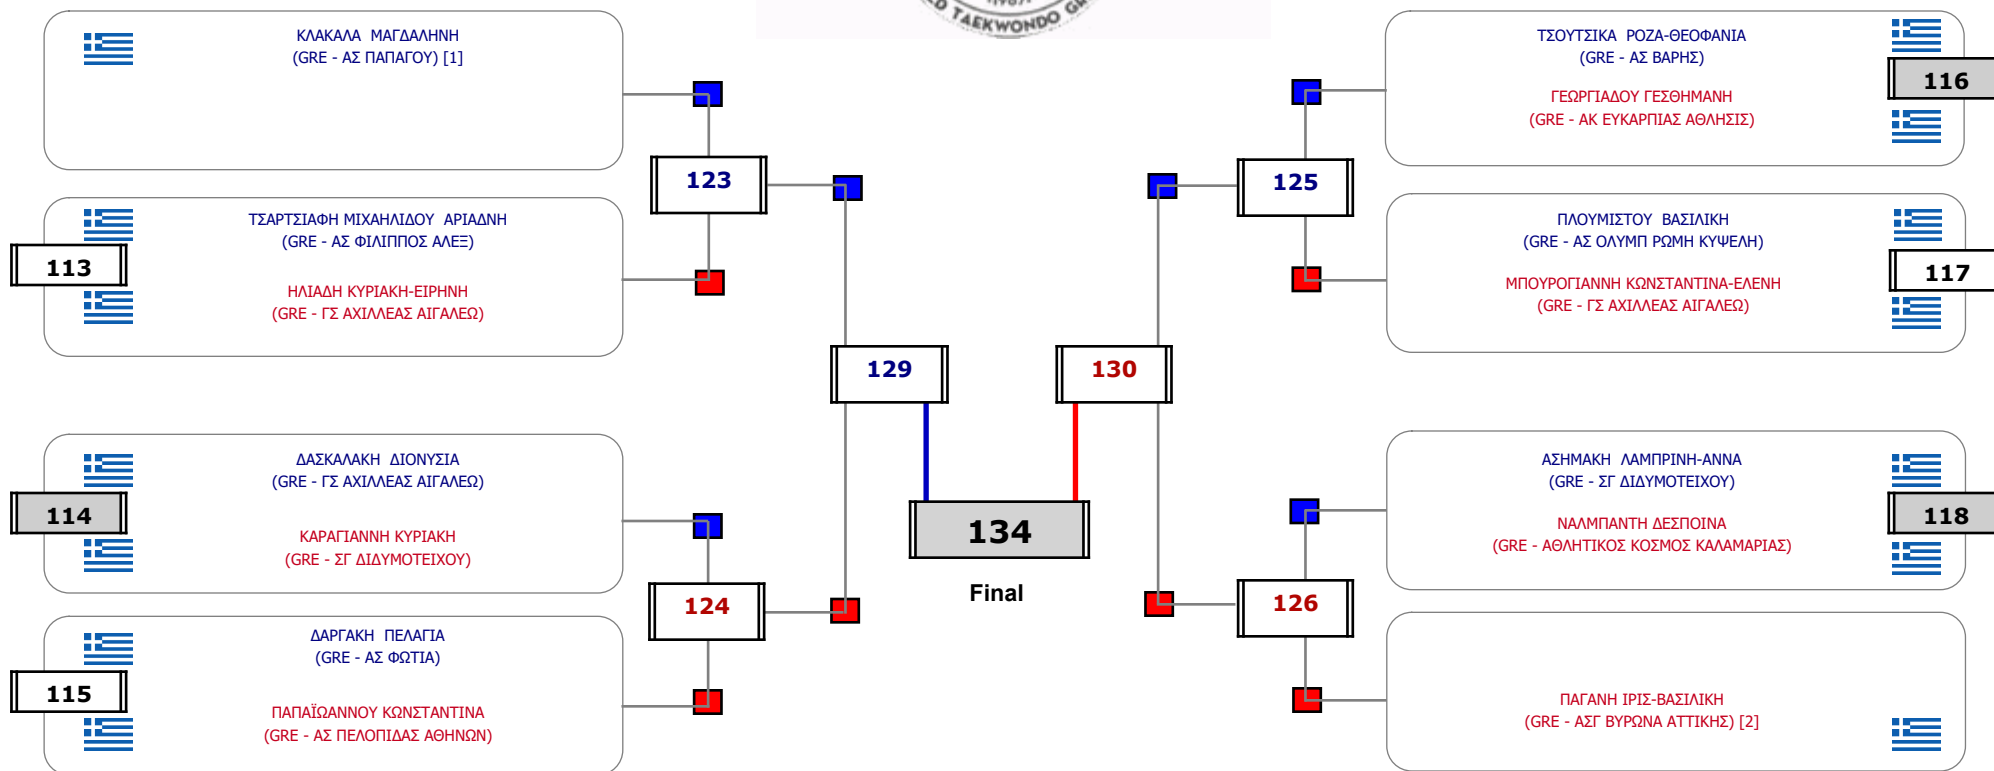 TAEKWONDO
ΚΛΑΚΑΛΑ ΜΑΓΔΑΛΗΝΗ
(GRE - ΑΣ ΠΑΠΑΓΟΥ) [1]
123
113
ΤΣΑΡΤΣΙΑΦΗ ΜΙΧΑΗΛΙΔΟΥ ΑΡΙΑΔΝΗ
(GRE - ΑΣ ΦΙΛΙΠΠΟΣ ΑΛΕΞ)
ΗΛΙΑΔΗ ΚΥΡΙΑΚΗ-ΕΙΡΗΝΗ
(GRE - ΓΣ ΑΧΙΛΛΕΑΣ ΑΙΓΑΛΕΩ)
129
114
ΔΑΣΚΑΛΑΚΗ ΔΙΟΝΥΣΙΑ
(GRE - ΓΣ ΑΧΙΛΛΕΑΣ ΑΙΓΑΛΕΩ)
ΚΑΡΑΓΙΑΝΝΗ ΚΥΡΙΑΚΗ
(GRE - ΣΓ ΔΙΔΥΜΟΤΕΙΧΟΥ)
124
115
ΔΑΡΓΑΚΗ ΠΕΛΑΓΙΑ
(GRE - ΑΣ ΦΩΤΙΑ)
ΠΑΠΑΪΩΑΝΝΟΥ ΚΩΝΣΤΑΝΤΙΝΑ
(GRE - ΑΣ ΠΕΛΟΠΙΔΑΣ ΑΘΗΝΩΝ)
134
Final
ΤΣΟΥΤΣΙΚΑ ΡΟΖΑ-ΘΕΟΦΑΝΙΑ
(GRE - ΑΣ ΒΑΡΗΣ)
116
ΓΕΩΡΓΙΑΔΟΥ ΓΕΣΘΗΜΑΝΗ
(GRE - ΑΚ ΕΥΚΑΡΠΙΑΣ ΑΘΛΗΣΙΣ)
125
ΠΛΟΥΜΙΣΤΟΥ ΒΑΣΙΛΙΚΗ
(GRE - ΑΣ ΟΛΥΜΠ ΡΩΜΗ ΚΥΨΕΛΗ)
117
ΜΠΟΥΡΟΓΙΑΝΝΗ ΚΩΝΣΤΑΝΤΙΝΑ-ΕΛΕΝΗ
(GRE - ΓΣ ΑΧΙΛΛΕΑΣ ΑΙΓΑΛΕΩ)
130
ΑΣΗΜΑΚΗ ΛΑΜΠΡΙΝΗ-ΑΝΝΑ
(GRE - ΣΓ ΔΙΔΥΜΟΤΕΙΧΟΥ)
118
ΝΑΛΜΠΑΝΤΗ ΔΕΣΠΟΙΝΑ
(GRE - ΑΘΛΗΤΙΚΟΣ ΚΟΣΜΟΣ ΚΑΛΑΜΑΡΙΑΣ)
126
ΠΑΓΑΝΗ ΙΡΙΣ-ΒΑΣΙΛΙΚΗ
(GRE - ΑΣΓ ΒΥΡΩΝΑ ΑΤΤΙΚΗΣ) [2]